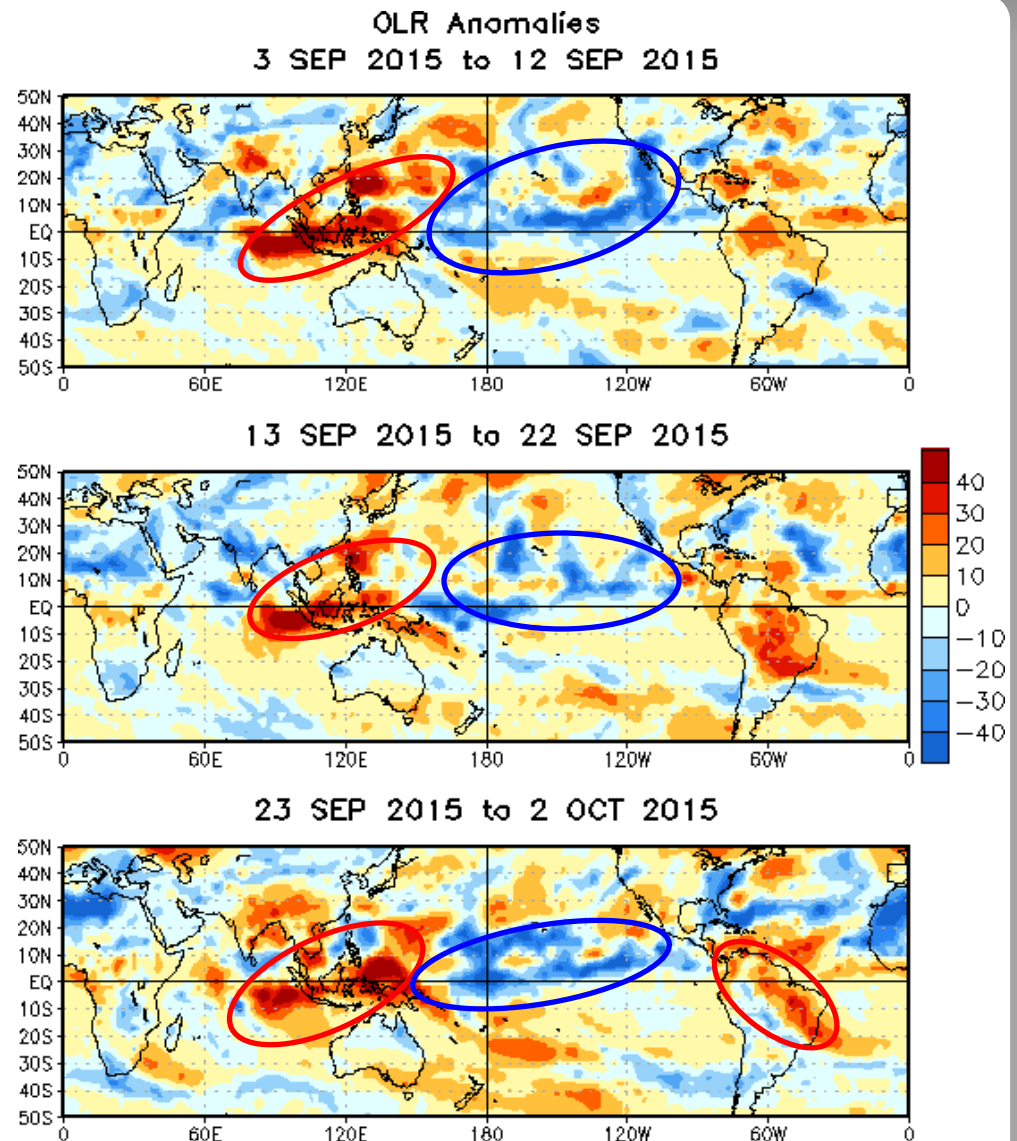 OLR Anomalies
3 SEP 2015 to 12 SEP 2015
50N
40N
30N
20N
10N
EQ
10S
20S
30S
40S
50S
0 60E 120E 180 120W 60W 0
13 SEP 2015 to 22 SEP 2015
50N
40N
30N
20N
10N
EQ
10S
20S
30S
40S
50S
0 60E 120E 180 120W 60W 0
40
30
20
10
0
-10
-20
-30
-40
23 SEP 2015 to 2 OCT 2015
50N
40N
30N
20N
10N
EQ
10S
20S
30S
40S
50S
0 60E 120E 180 120W 60W 0